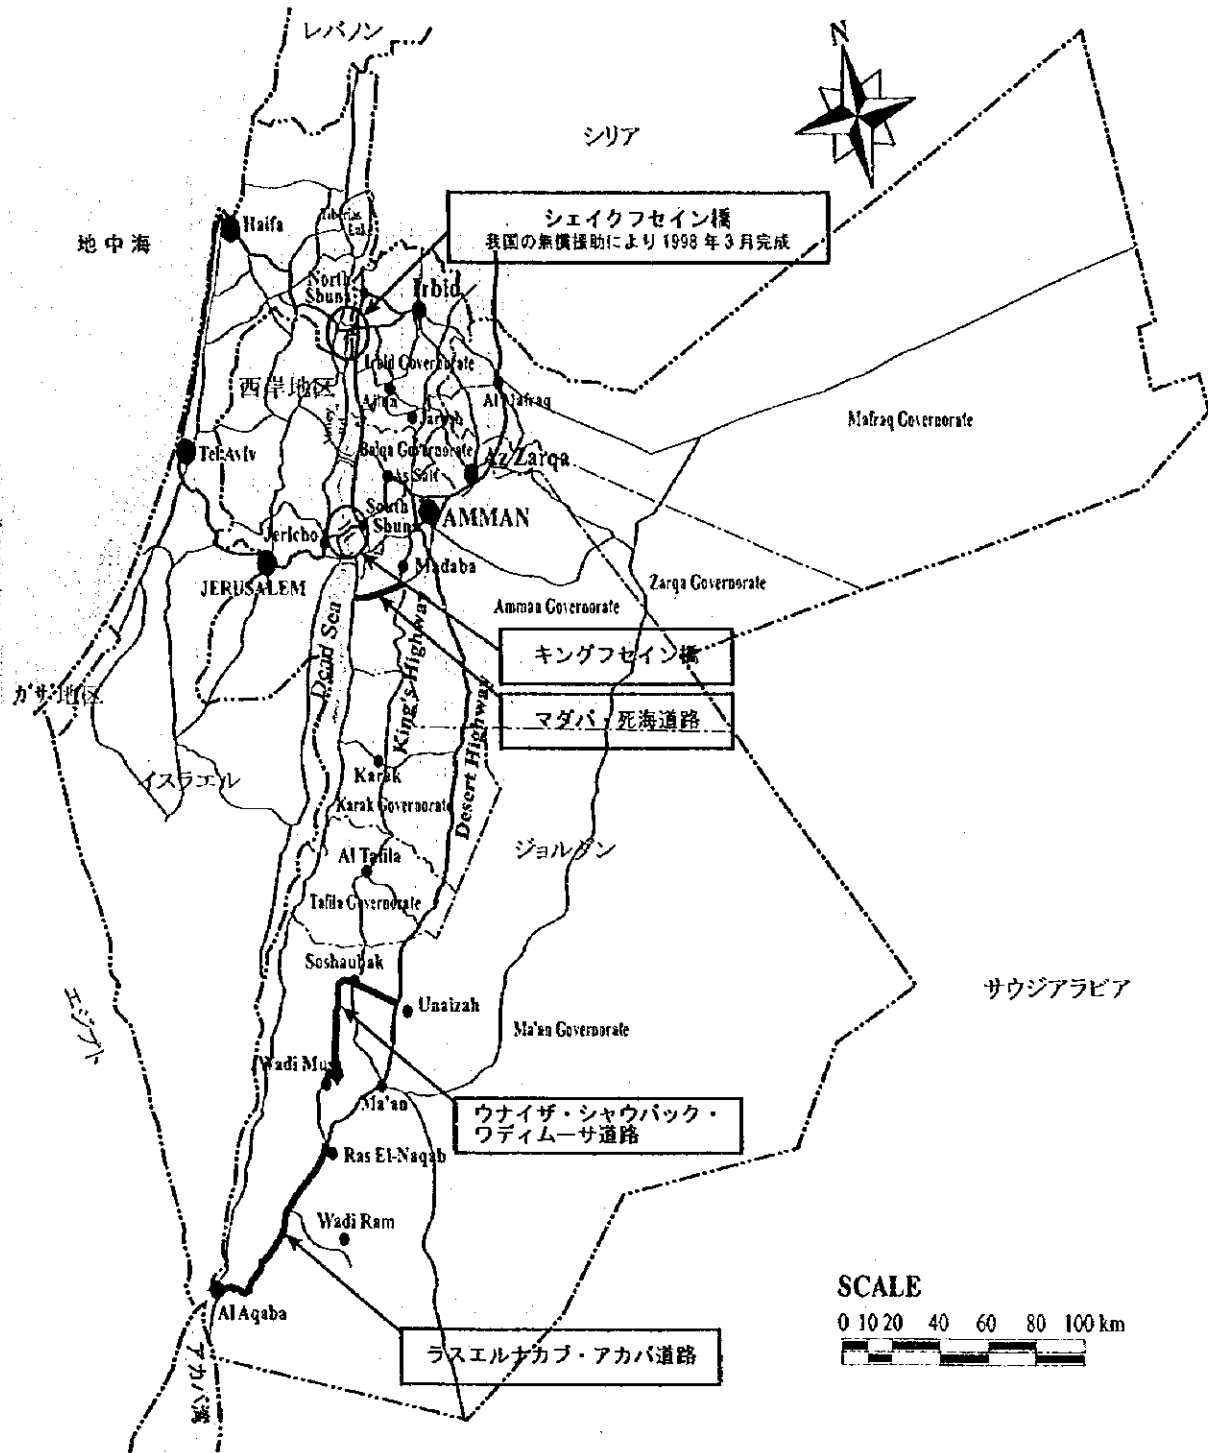 レバノン
N
シリア
シェイクフセイン橋
我国の無償援助により 1998 年 3 月完成
地中海
Haifa
Tiberias
North
Shuna
Irbid
Irbid Governorate
西岸地区
Ajlun
Jarash
Al Mafraq
Mafraq Governorate
Valley
Balqa Governorate
Tel Aviv
As Salt
Az Zarqa
South
Shuna
AMMAN
Jericho
Madaba
JERUSALEM
Zarqa Governorate
Amman Governorate
Dead Sea
King's Highway
Desert Highway
キングフセイン橋
ガザ地区
マダバ・死海道路
イスラエル
Karak
Karak Governorate
ジョルダン
Al Tafila
Tafila Governorate
Soshaubak
サウジアラビア
エジプト
Unaizah
Ma'an Governorate
Wadi Musa
Ma'an
ウナイザ・シャウバック・
ワディムーサ道路
Ras El-Naqab
Wadi Ram
Al Aqaba
SCALE
0 10 20 40 60 80 100 km
ラスエルナカブ・アカバ道路
アカバ湾